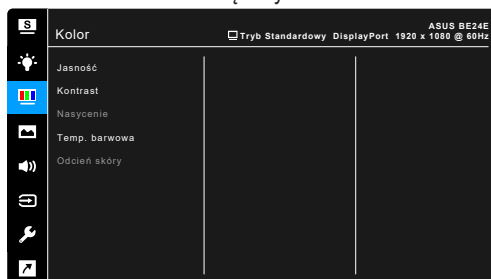 S
Kolor
ASUS BE24E
Tryb Standardowy DisplayPort 1920 x 1080 @ 60Hz
Jasność
Kontrast
Nasycenie
Temp. barwowa
Odcień skóry